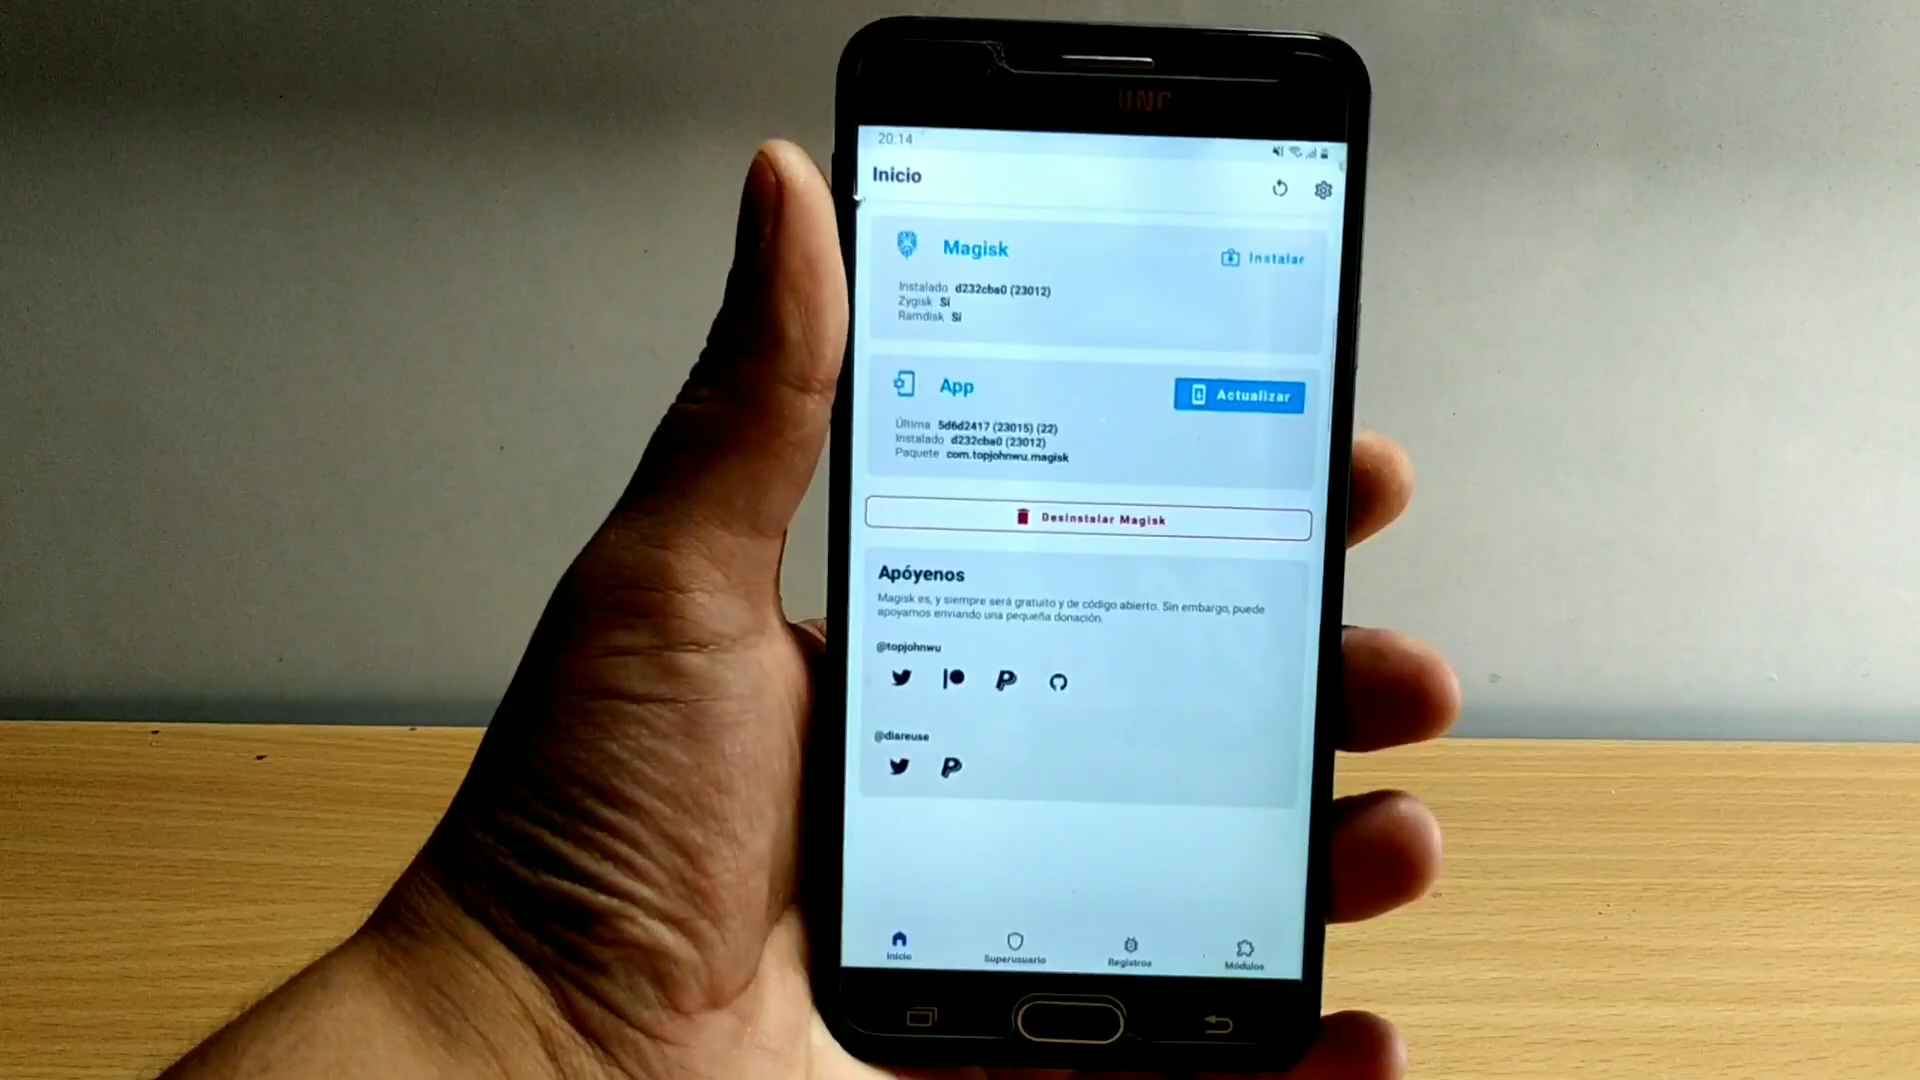 20:14
Inicio
Magisk
Instalar
Instalado d232cba0 (23012)
Zygisk Sí
Ramdisk Sí
App
Actualizar
Última 5d6d2417 (23015) (22)
Instalado d232cba0 (23012)
Paquete com.topjohnwu.magisk
Desinstalar Magisk
Apóyenos
Magisk es, y siempre será gratuito y de código abierto. Sin embargo, puede
apoyarnos enviando una pequeña donación.
@topjohnwu
@diareuse
Inicio
Superusuario
Registros
Módulos